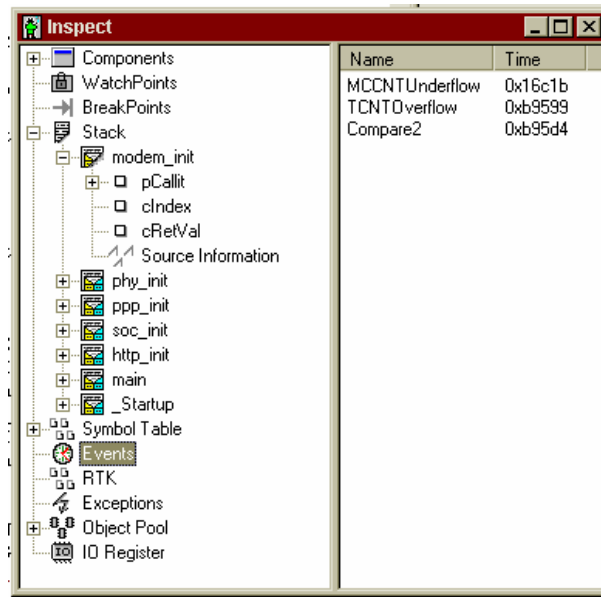 Inspect
Components
WatchPoints
BreakPoints
Stack
modem_init
pCallit
cIndex
cRetVal
Source Information
phy_init
ppp_init
soc_init
http_init
main
_Startup
Symbol Table
Events
RTK
Exceptions
Object Pool
IO Register
Name Time
MCCNTUnderflow 0x16c1b
TCNTOverflow 0xb9599
Compare2 0xb95d4